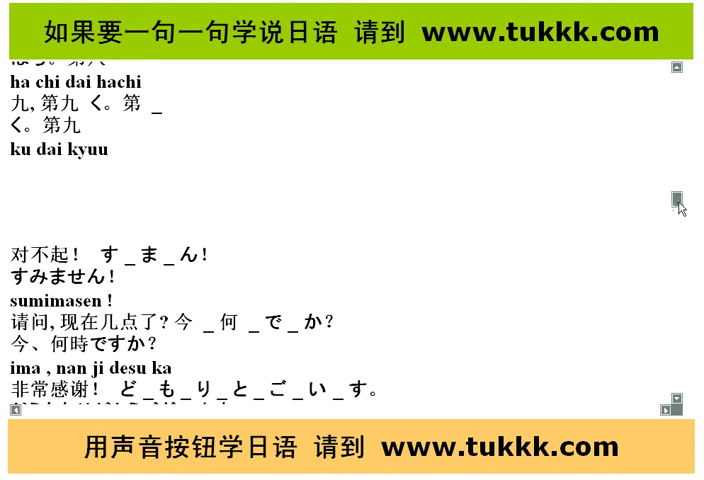 如果要一句一句学说日语 请到 www.tukkk.com
ha chi dai hachi
九, 第九 く。第 _
く。第九
ku dai kyuu
对不起! す _ ま _ ん!
すみません!
sumimasen !
请问, 现在几点了? 今 _ 何 _ で _ か?
今、何時ですか?
ima , nan ji desu ka
非常感谢! ど _ も _ り _ と _ ご _ い _ す。
用声音按钮学日语 请到 www.tukkk.com